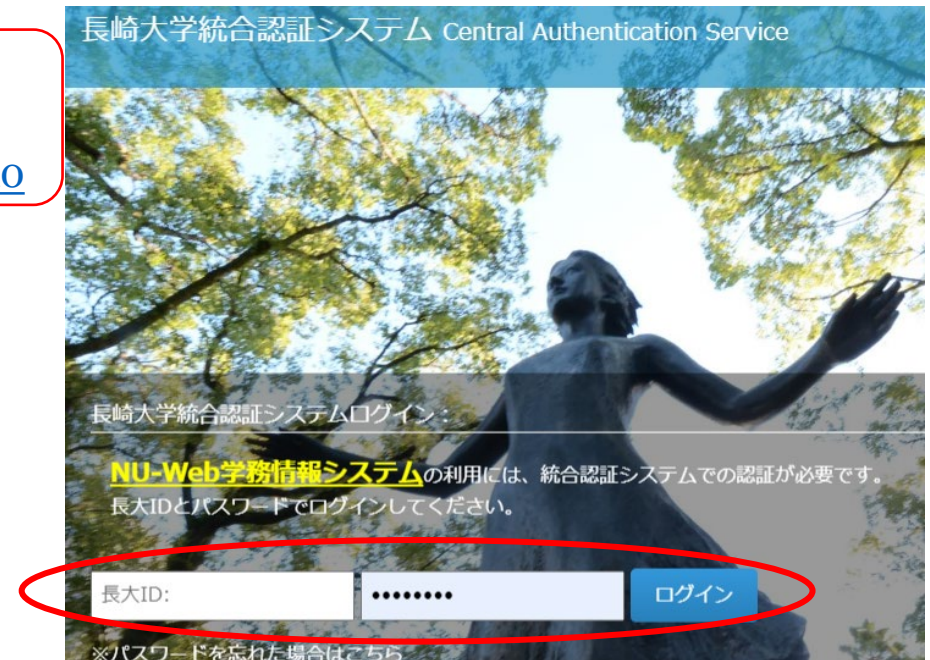 長崎大学統合認証システム Central Authentication Service
o
長崎大学統合認証システムログイン：
NU-Web学務情報システムの利用には、統合認証システムでの認証が必要です。
長大IDとパスワードでログインしてください。
長大ID: •••••••• ログイン
※パスワードを忘れた場合はこちら